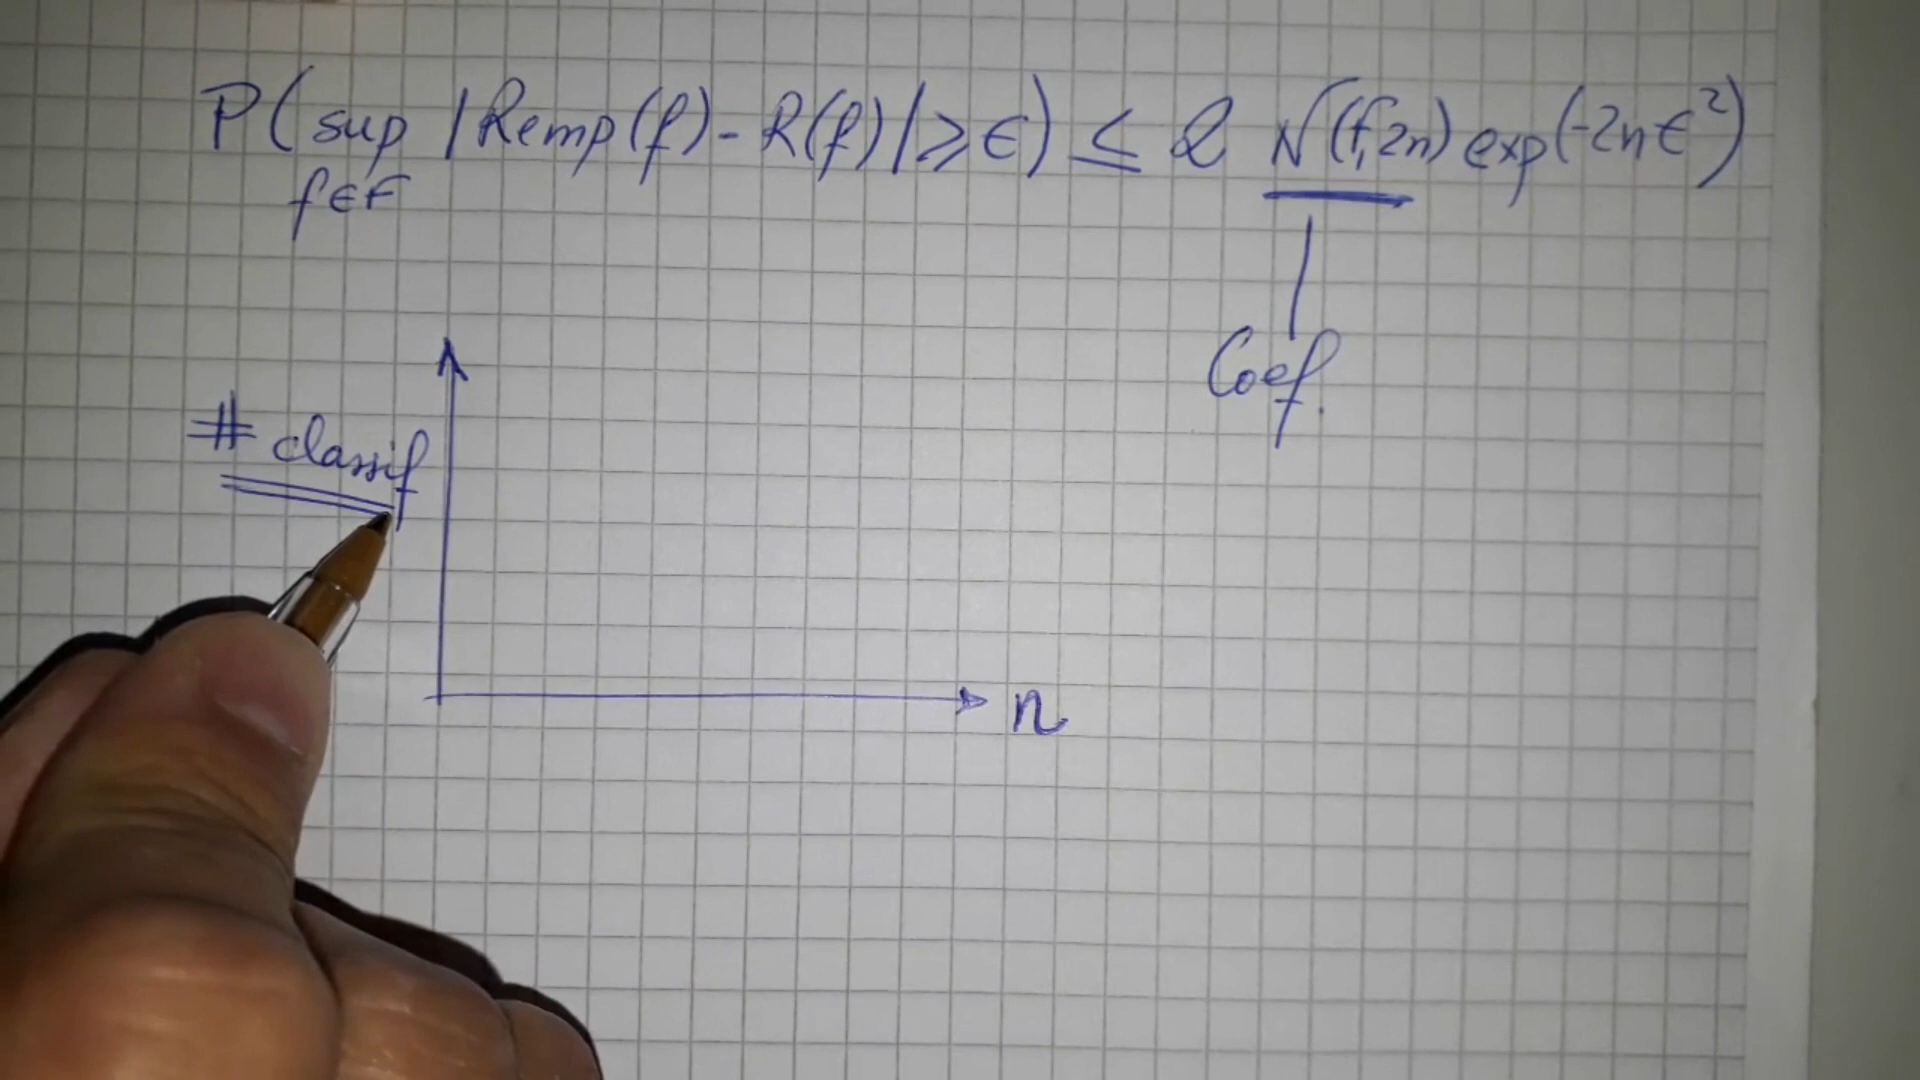 P(sup |Remp(f) - R(f)| ≥ ϵ) ≤ 2 N(F,2n) exp(-2nϵ²)
f∈F
Coef.
# classif
n